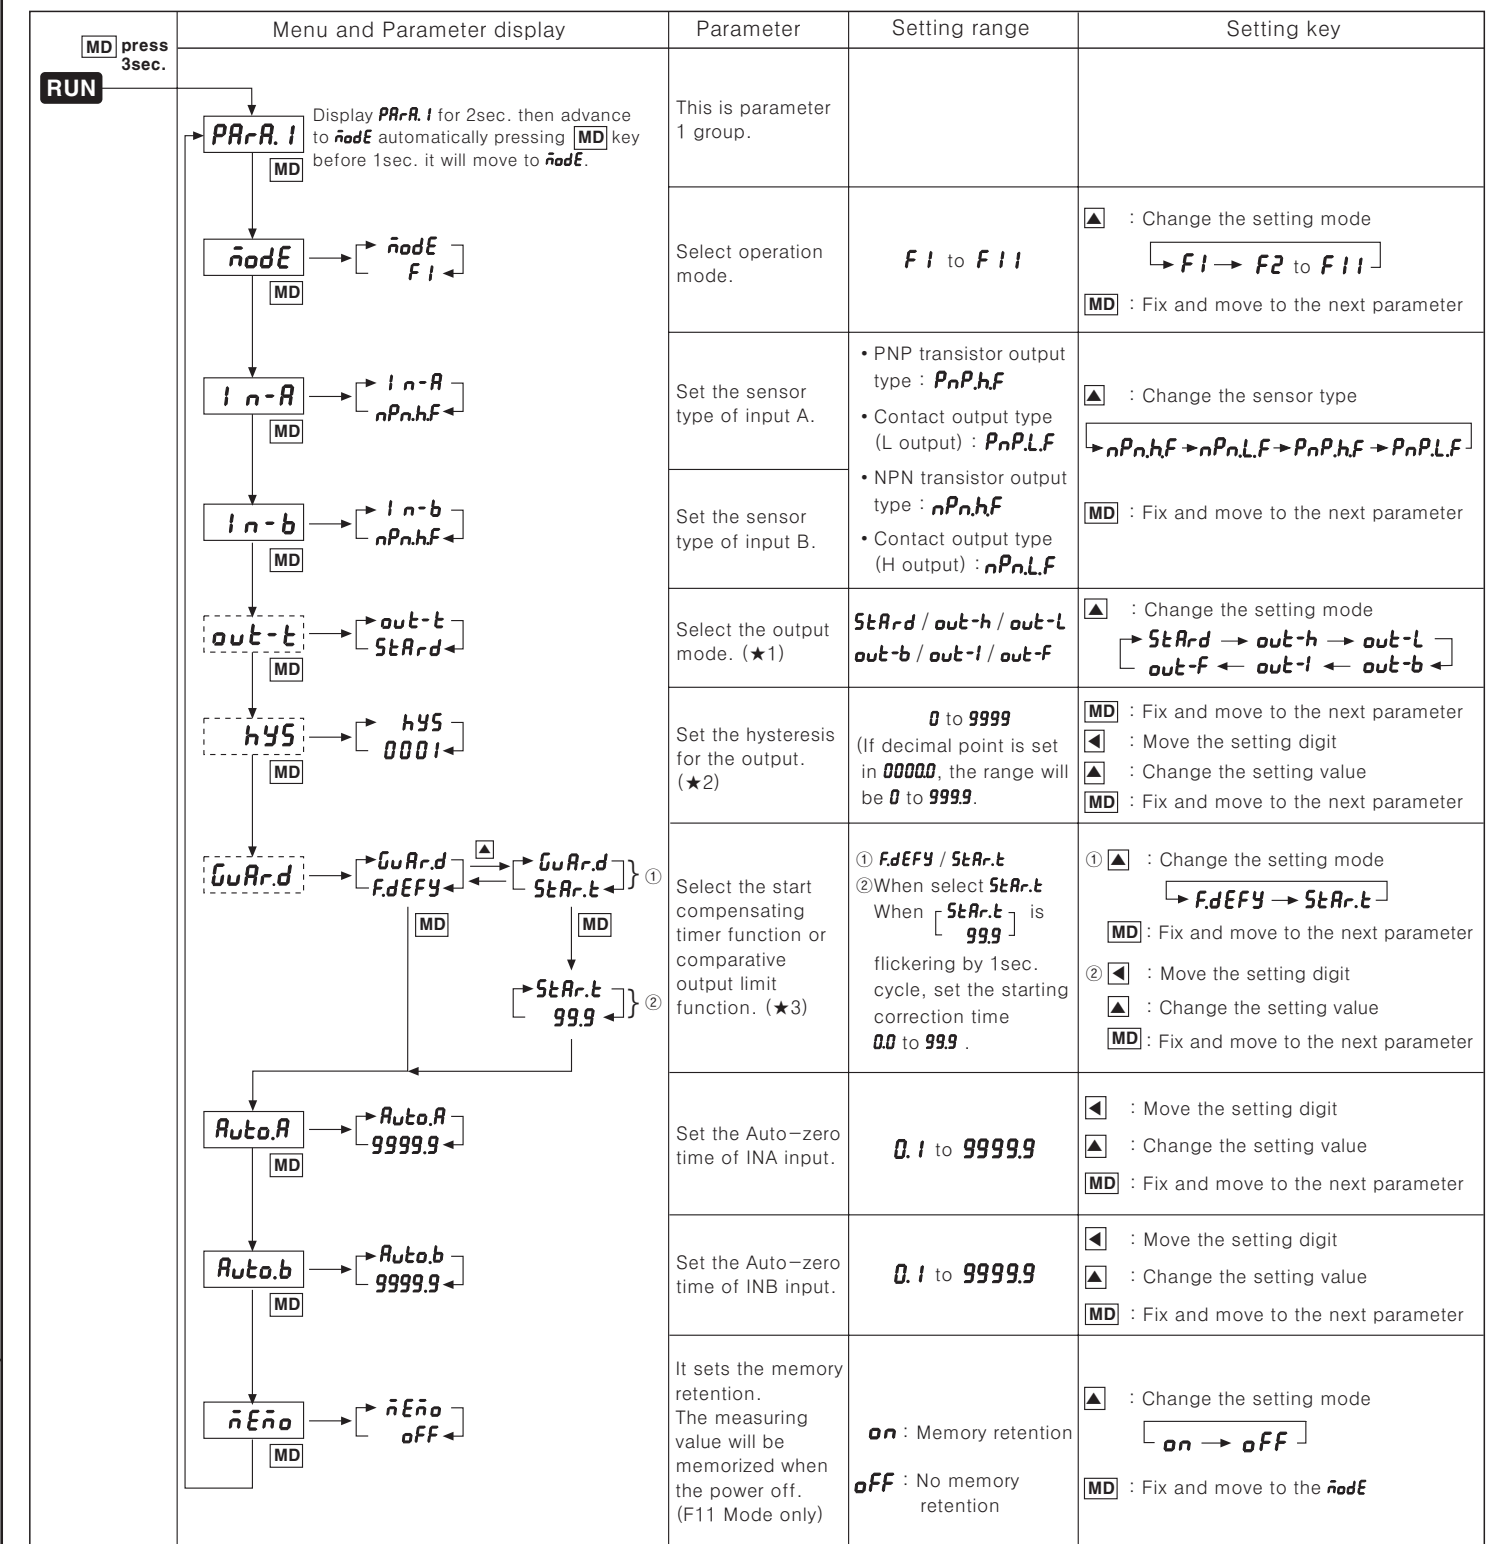 Menu and Parameter display
Parameter
Setting range
Setting key
MD press
3sec.
RUN
PArA.1
MD
Display PArA.1 for 2sec. then advance
to modE automatically pressing MD key
before 1sec. it will move to modE.
This is parameter
1 group.
modE
MD
modE
F1
Select operation
mode.
F1 to F11
▲ : Change the setting mode
F1 → F2 to F11
MD : Fix and move to the next parameter
In-A
MD
In-A
nPn.h.F
Set the sensor
type of input A.
• PNP transistor output
type : PnP.h.F
• Contact output type
(L output) : PnP.L.F
• NPN transistor output
type : nPn.h.F
• Contact output type
(H output) : nPn.L.F
▲ : Change the sensor type
nPn.h.F → nPn.L.F → PnP.h.F → PnP.L.F
MD : Fix and move to the next parameter
In-b
MD
In-b
nPn.h.F
Set the sensor
type of input B.
out-t
MD
out-t
StArd
Select the output
mode. (★1)
StArd / out-h / out-L
out-b / out-I / out-F
▲ : Change the setting mode
StArd → out-h → out-L
out-F ← out-I ← out-b
hYS
MD
hYS
0001
Set the hysteresis
for the output.
(★2)
0 to 9999
(If decimal point is set
in 0000.0, the range will
be 0 to 999.9.
MD : Fix and move to the next parameter
◀ : Move the setting digit
▲ : Change the setting value
MD : Fix and move to the next parameter
GuAr.d
GuAr.d
F.dEFY
▲
GuAr.d
StAr.t
①
MD
MD
StAr.t
99.9
②
Select the start
compensating
timer function or
comparative
output limit
function. (★3)
① F.dEFY / StAr.t
②When select StAr.t
When StAr.t is
99.9
flickering by 1sec.
cycle, set the starting
correction time
0.0 to 99.9 .
① ▲ : Change the setting mode
F.dEFY → StAr.t
MD : Fix and move to the next parameter
② ◀ : Move the setting digit
▲ : Change the setting value
MD : Fix and move to the next parameter
Auto.A
MD
Auto.A
9999.9
Set the Auto-zero
time of INA input.
0.1 to 9999.9
◀ : Move the setting digit
▲ : Change the setting value
MD : Fix and move to the next parameter
Auto.b
MD
Auto.b
9999.9
Set the Auto-zero
time of INB input.
0.1 to 9999.9
◀ : Move the setting digit
▲ : Change the setting value
MD : Fix and move to the next parameter
mEmo
MD
mEmo
oFF
It sets the memory
retention.
The measuring
value will be
memorized when
the power off.
(F11 Mode only)
on : Memory retention
oFF : No memory
retention
▲ : Change the setting mode
on → oFF
MD : Fix and move to the modE